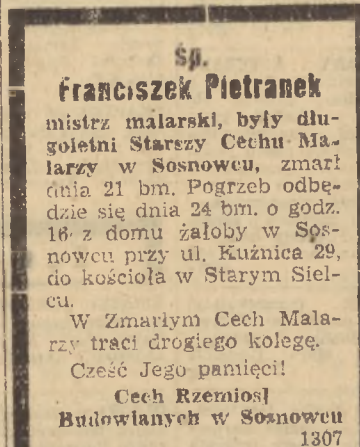 śp.
Franciszek Pietranek
mistrz malarski, były dłu-
goletni Starszy Cechu Ma-
larzy w Sosnowcu, zmarł
dnia 21 bm. Pogrzeb odbę-
dzie się dnia 24 bm. o godz.
16 z domu żałoby w Sos-
nowcu przy ul. Kuźnica 29,
do kościoła w Starym Siel-
cu.
W Zmarłym Cech Mala-
rzy traci drogiego kolegę.
Cześć Jego pamięci!
Cech Rzemiosł
Budowlanych w Sosnowcu
1307